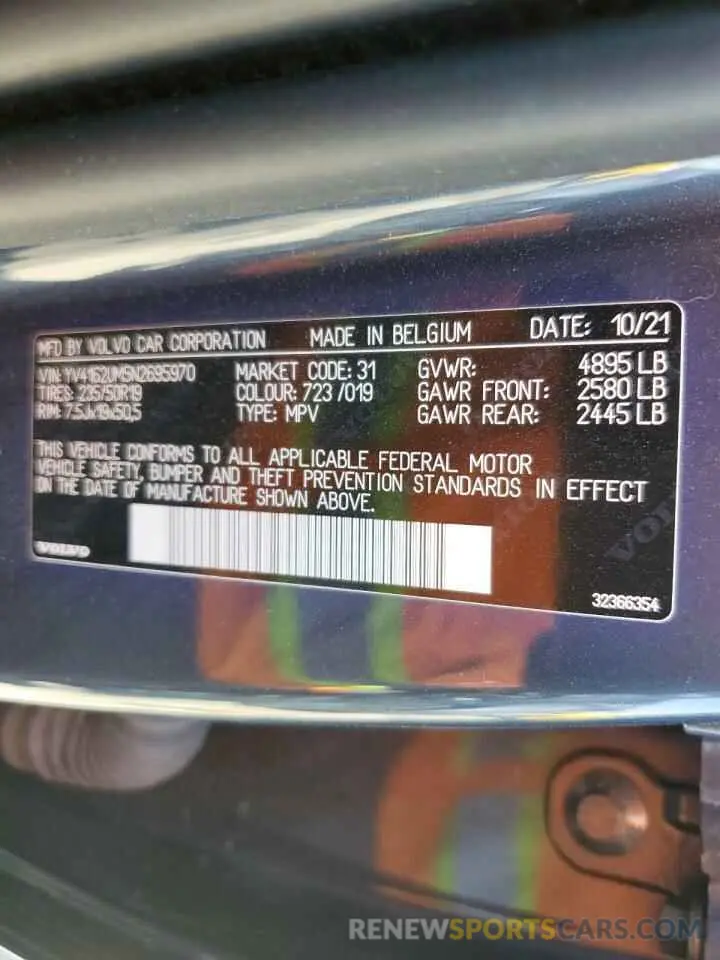 MFD BY VOLVO CAR CORPORATION MADE IN BELGIUM DATE: 10/21
VIN: YV4162UM5N2695970 MARKET CODE: 31 GVWR: 4895 LB
TIRES: 235/50R19 COLOUR: 723 /019 GAWR FRONT: 2580 LB
RIM: 7,5Jx19x50,5 TYPE: MPV GAWR REAR: 2445 LB
THIS VEHICLE CONFORMS TO ALL APPLICABLE FEDERAL MOTOR
VEHICLE SAFETY, BUMPER AND THEFT PREVENTION STANDARDS IN EFFECT
ON THE DATE OF MANUFACTURE SHOWN ABOVE.
VOLVO
32366354
RENEWSPORTSCARS.COM